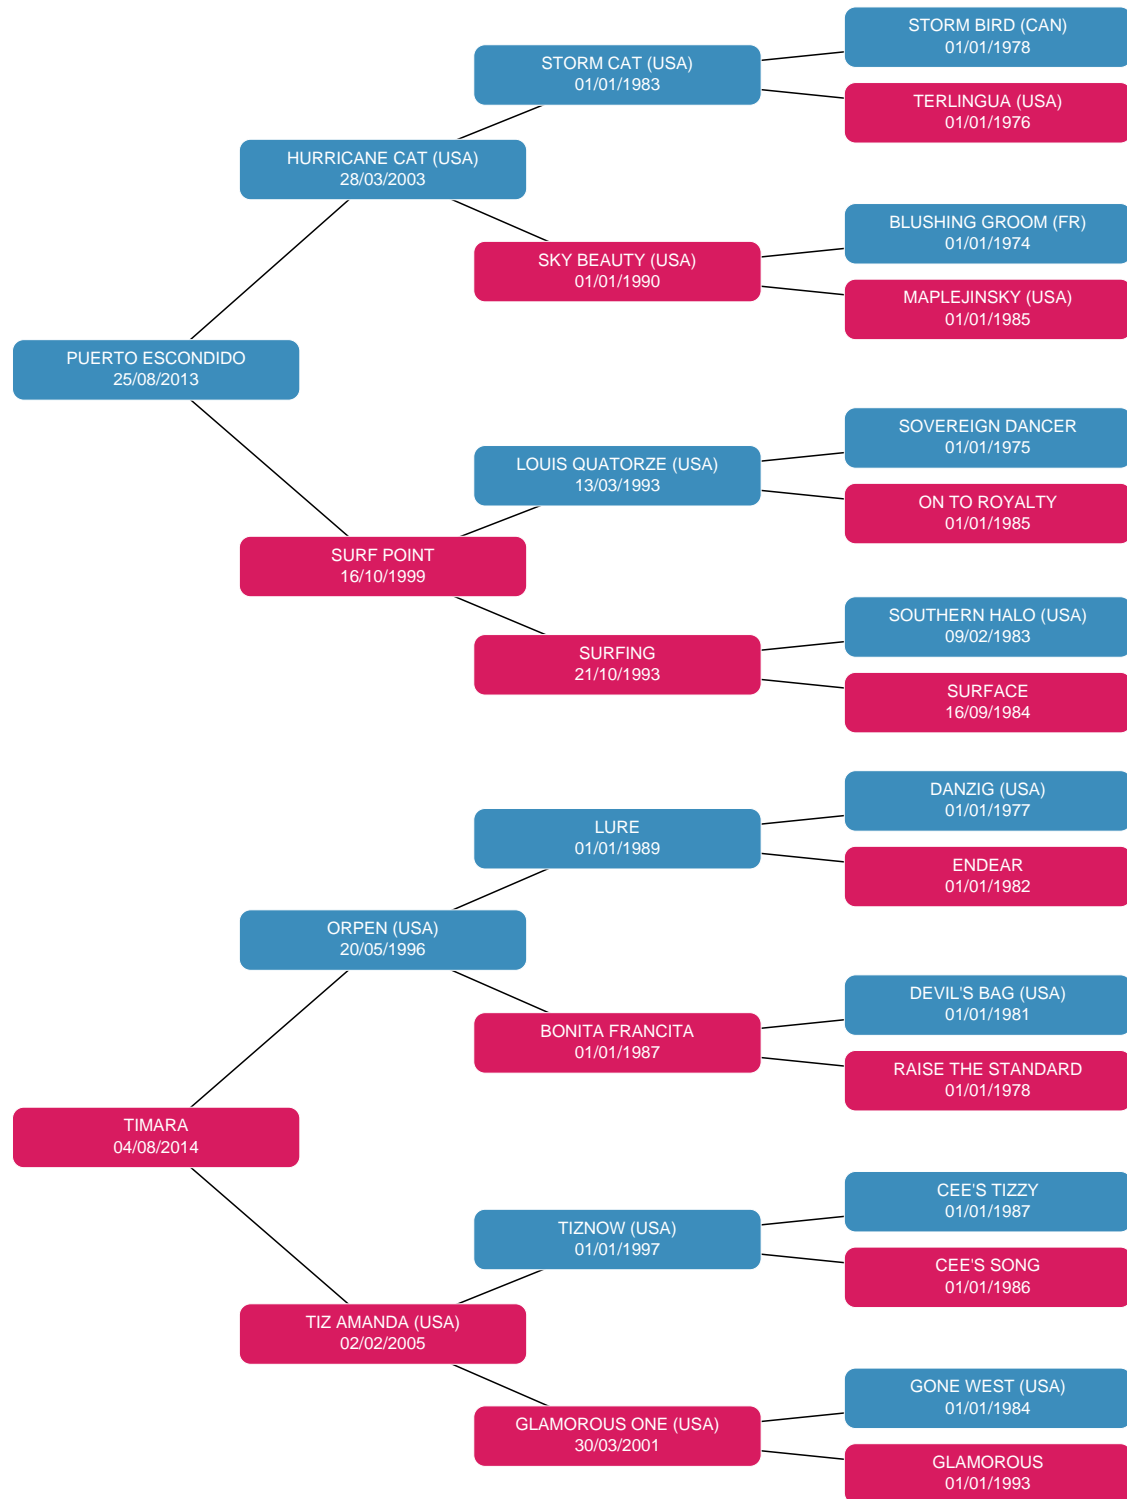 STORM BIRD (CAN)
01/01/1978
STORM CAT (USA)
01/01/1983
TERLINGUA (USA)
01/01/1976
HURRICANE CAT (USA)
28/03/2003
BLUSHING GROOM (FR)
01/01/1974
SKY BEAUTY (USA)
01/01/1990
MAPLEJINSKY (USA)
01/01/1985
PUERTO ESCONDIDO
25/08/2013
SOVEREIGN DANCER
01/01/1975
LOUIS QUATORZE (USA)
13/03/1993
ON TO ROYALTY
01/01/1985
SURF POINT
16/10/1999
SOUTHERN HALO (USA)
09/02/1983
SURFING
21/10/1993
SURFACE
16/09/1984
DANZIG (USA)
01/01/1977
LURE
01/01/1989
ENDEAR
01/01/1982
ORPEN (USA)
20/05/1996
DEVIL'S BAG (USA)
01/01/1981
BONITA FRANCITA
01/01/1987
RAISE THE STANDARD
01/01/1978
TIMARA
04/08/2014
CEE'S TIZZY
01/01/1987
TIZNOW (USA)
01/01/1997
CEE'S SONG
01/01/1986
TIZ AMANDA (USA)
02/02/2005
GONE WEST (USA)
01/01/1984
GLAMOROUS ONE (USA)
30/03/2001
GLAMOROUS
01/01/1993